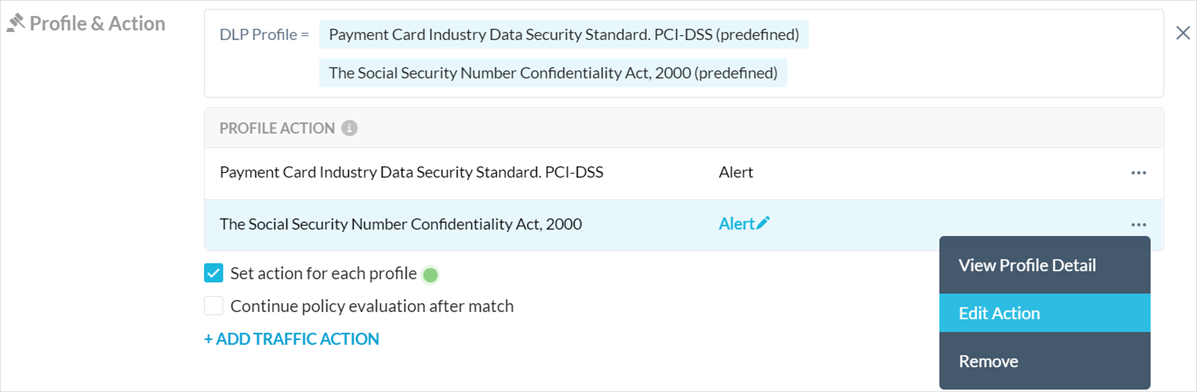 Profile & Action
DLP Profile = Payment Card Industry Data Security Standard. PCI-DSS (predefined)
The Social Security Number Confidentiality Act, 2000 (predefined)
PROFILE ACTION
Payment Card Industry Data Security Standard. PCI-DSS Alert
The Social Security Number Confidentiality Act, 2000 Alert
View Profile Detail
Set action for each profile
Continue policy evaluation after match
Edit Action
+ ADD TRAFFIC ACTION
Remove